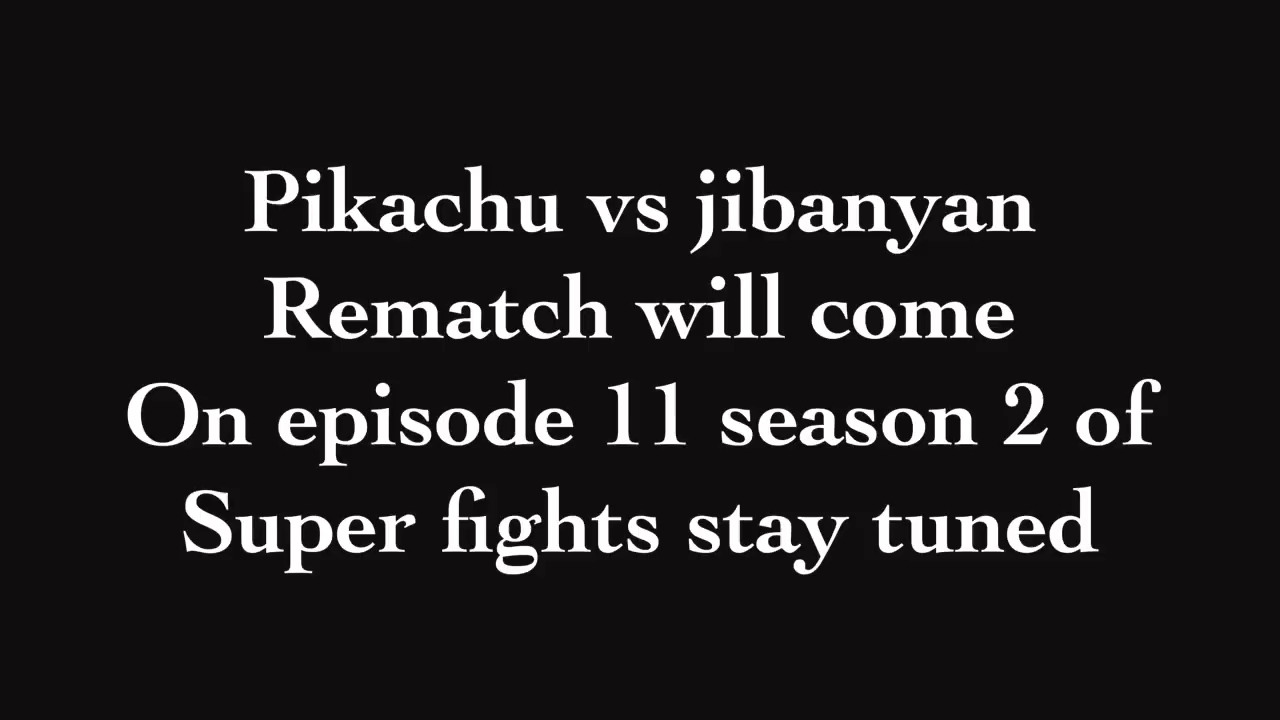 Pikachu vs jibanyan
Rematch will come
On episode 11 season 2 of
Super fights stay tuned